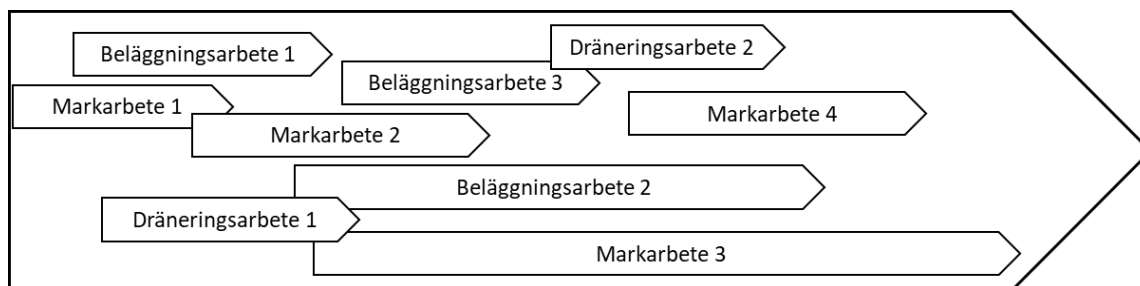 Dräneringsarbete 2
Beläggningsarbete 1
Beläggningsarbete 3
Markarbete 1
Markarbete 4
Markarbete 2
Beläggningsarbete 2
Dräneringsarbete 1
Markarbete 3